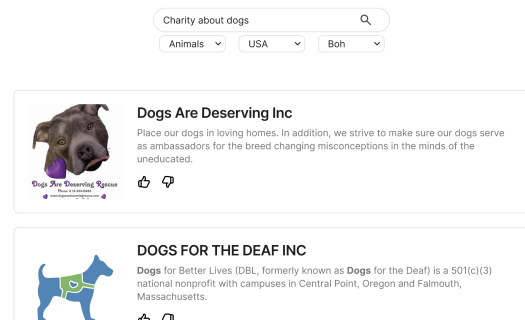 Charity about dogs
Animals USA Boh
Dogs Are Deserving Inc
Place our dogs in loving homes. In addition, we strive to make sure our dogs serve
as ambassadors for the breed changing misconceptions in the minds of the
uneducated.
Dogs Are Deserving Rescue
DOGS FOR THE DEAF INC
Dogs for Better Lives (DBL, formerly known as Dogs for the Deaf) is a 501(c)(3)
national nonprofit with campuses in Central Point, Oregon and Falmouth,
Massachusetts.